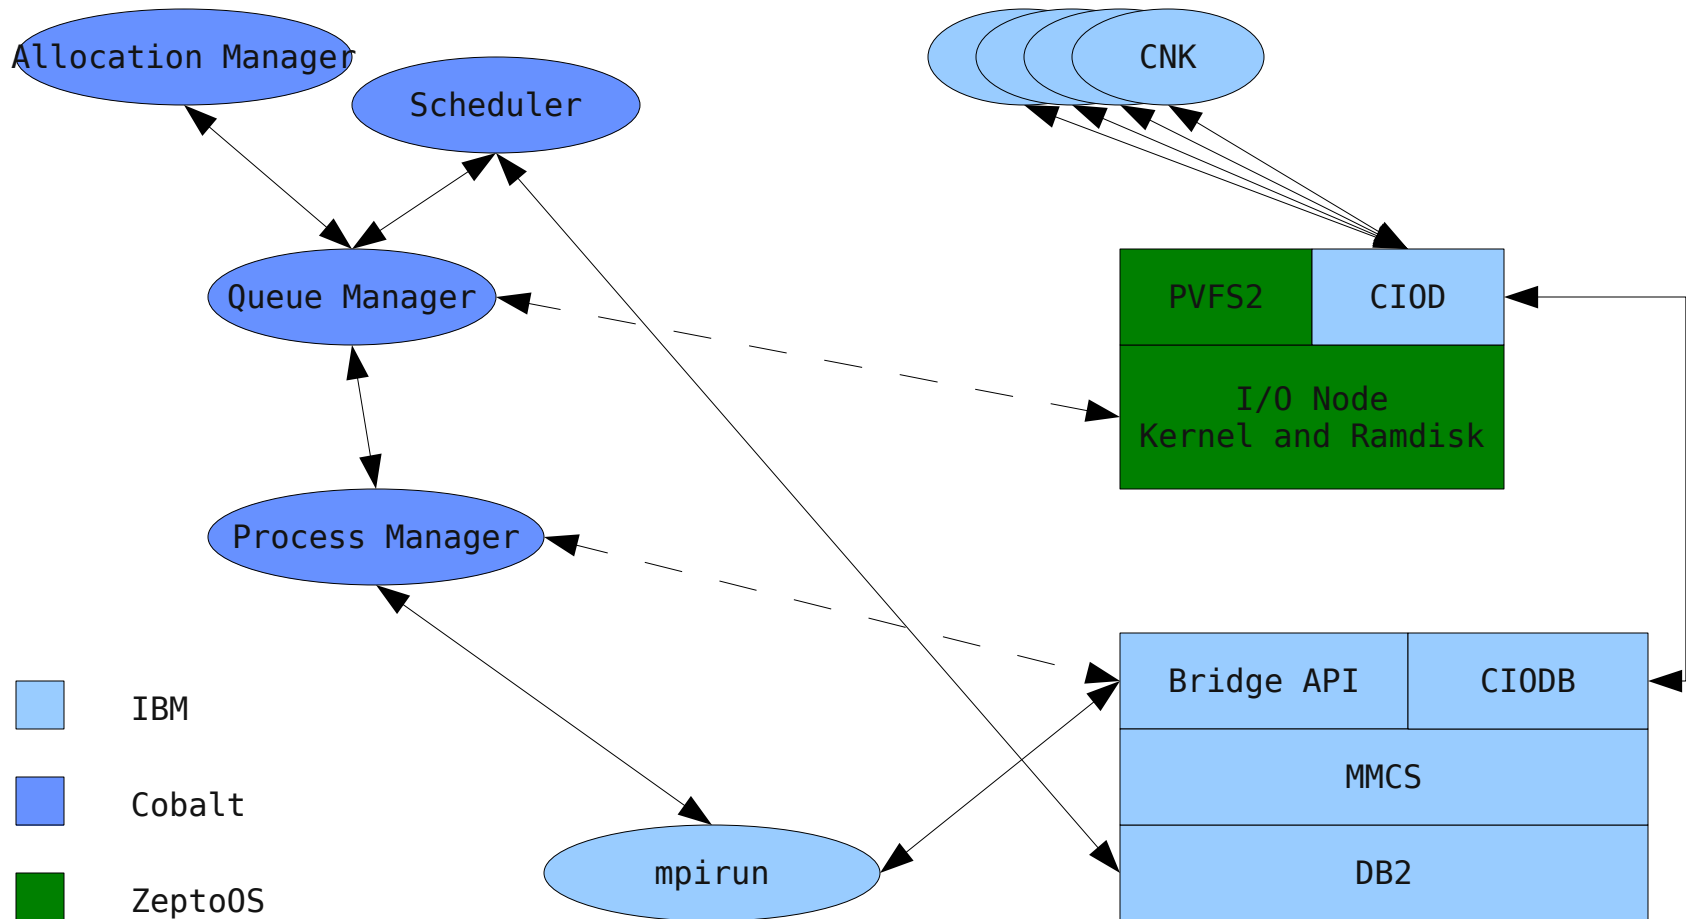 Allocation Manager
Scheduler
CNK
Queue Manager
PVFS2
CIOD
I/O Node
Kernel and Ramdisk
Process Manager
Bridge API
CIODB
MMCS
DB2
mpirun
IBM
Cobalt
ZeptoOS